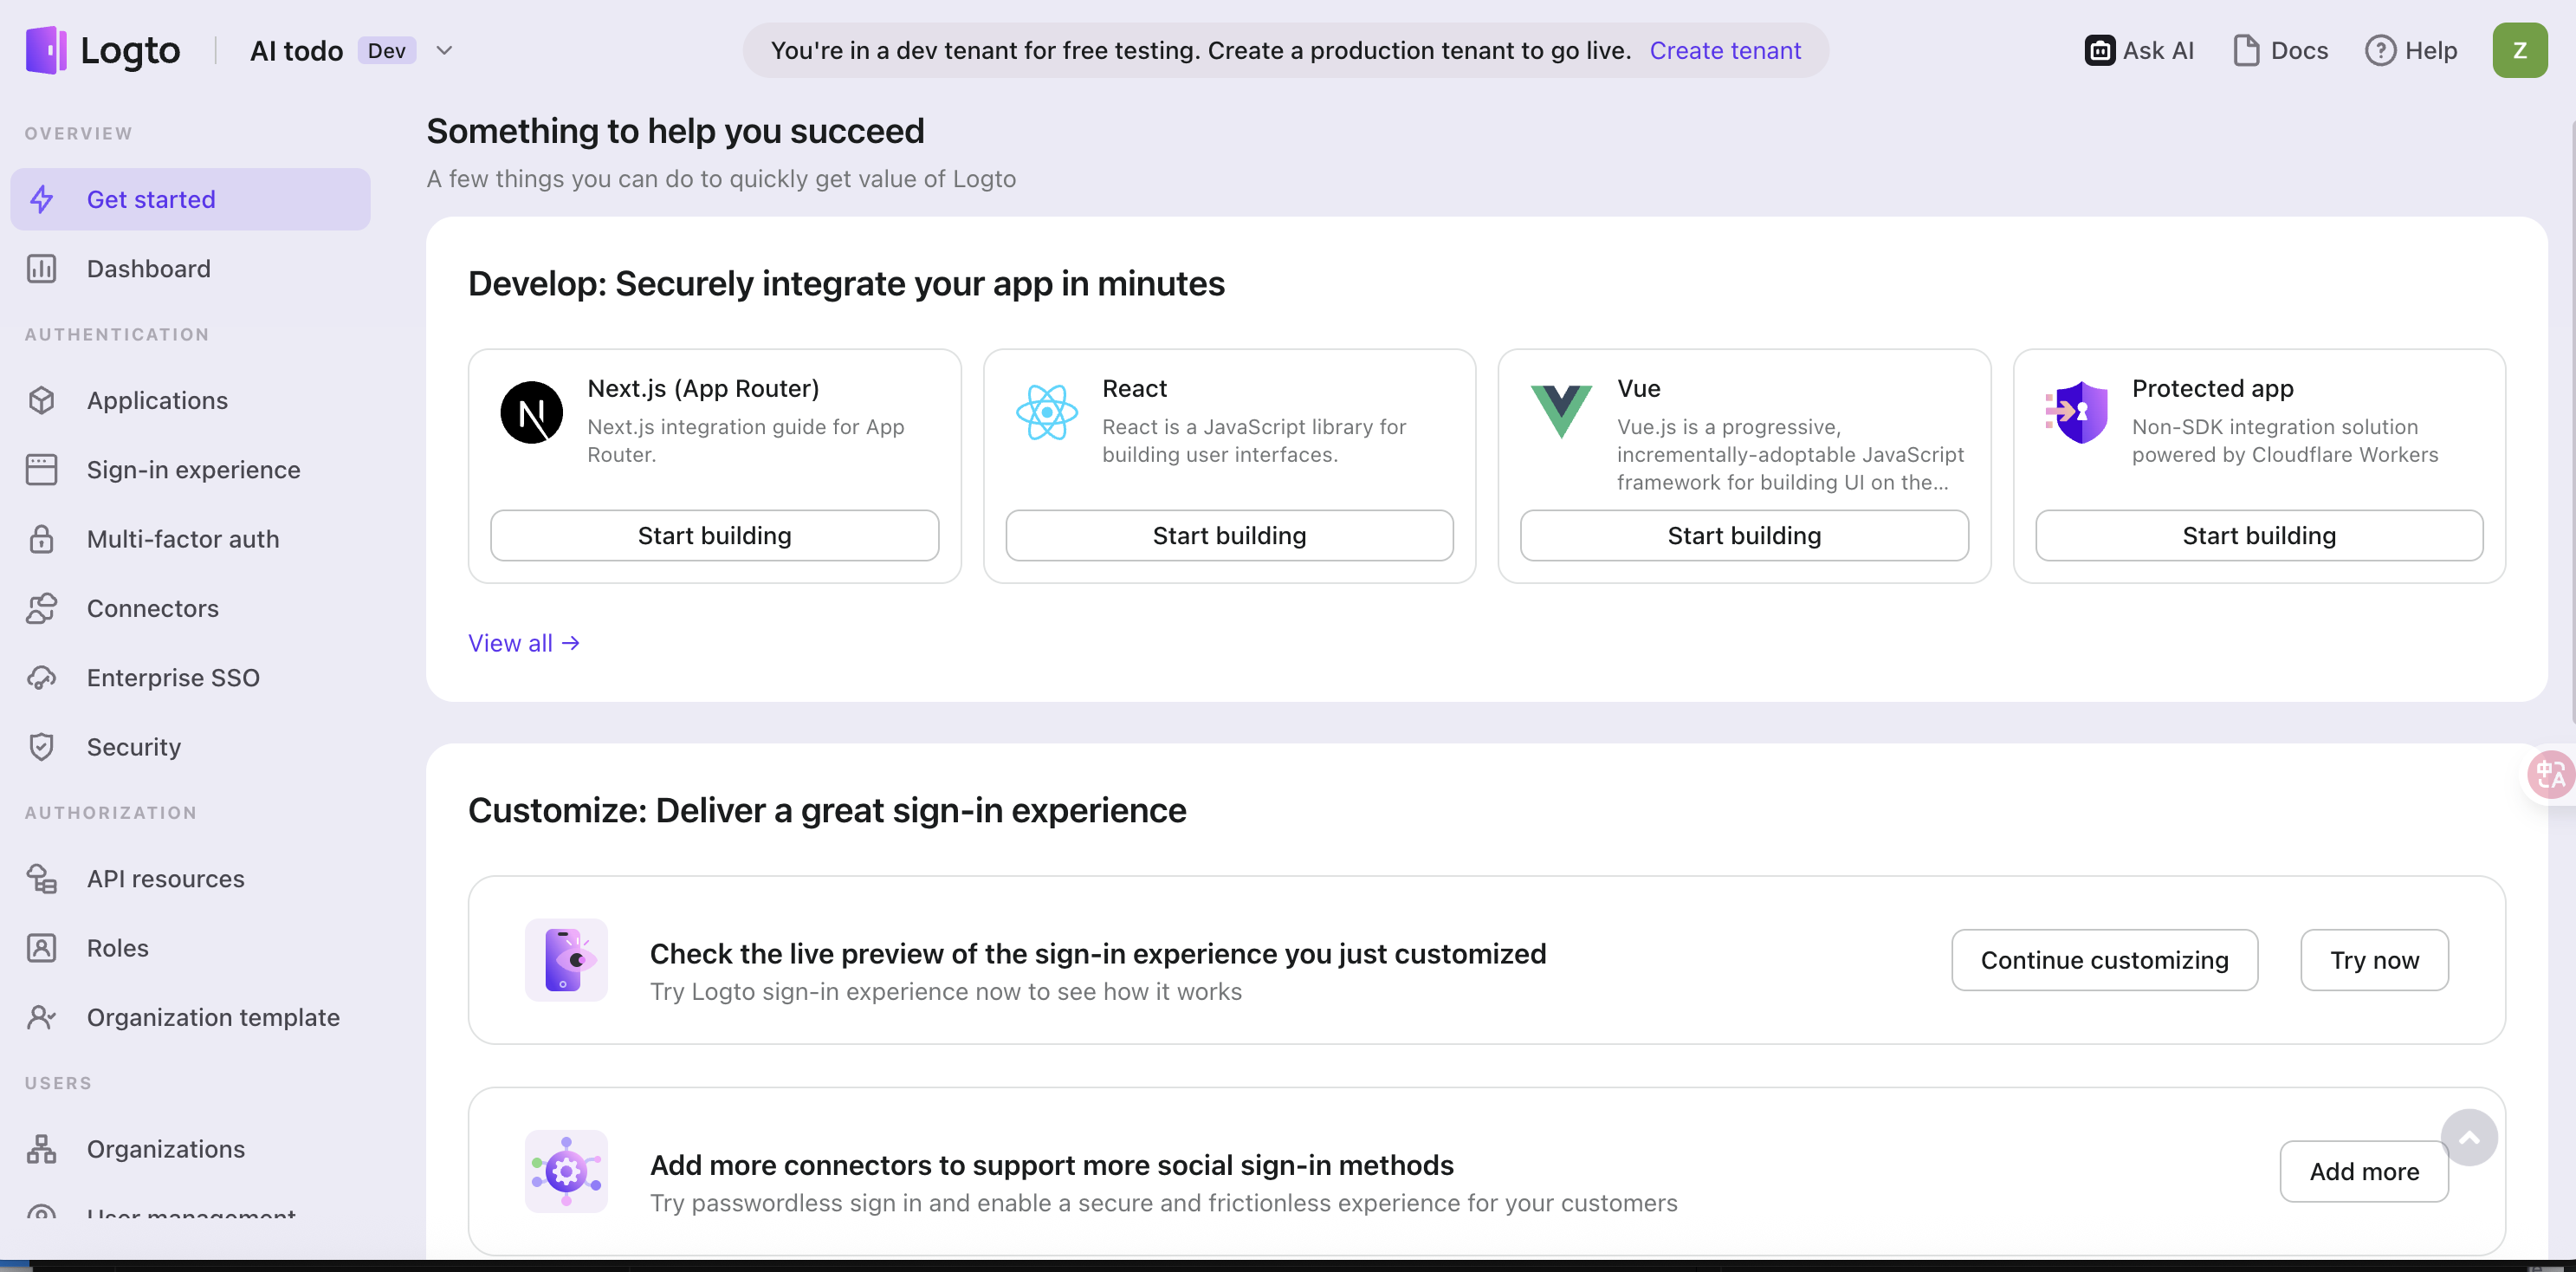 Logto
AI todo Dev
You're in a dev tenant for free testing. Create a production tenant to go live. Create tenant
Ask AI
Docs
Help
Z
OVERVIEW
Get started
Dashboard
AUTHENTICATION
Applications
Sign-in experience
Multi-factor auth
Connectors
Enterprise SSO
Security
AUTHORIZATION
API resources
Roles
Organization template
USERS
Organizations
User management
Something to help you succeed
A few things you can do to quickly get value of Logto
Develop: Securely integrate your app in minutes
Next.js (App Router)
Next.js integration guide for App
Router.
Start building
React
React is a JavaScript library for
building user interfaces.
Start building
Vue
Vue.js is a progressive,
incrementally-adoptable JavaScript
framework for building UI on the...
Start building
Protected app
Non-SDK integration solution
powered by Cloudflare Workers
Start building
View all →
Customize: Deliver a great sign-in experience
Check the live preview of the sign-in experience you just customized
Try Logto sign-in experience now to see how it works
Continue customizing
Try now
Add more connectors to support more social sign-in methods
Try passwordless sign in and enable a secure and frictionless experience for your customers
Add more
中 A